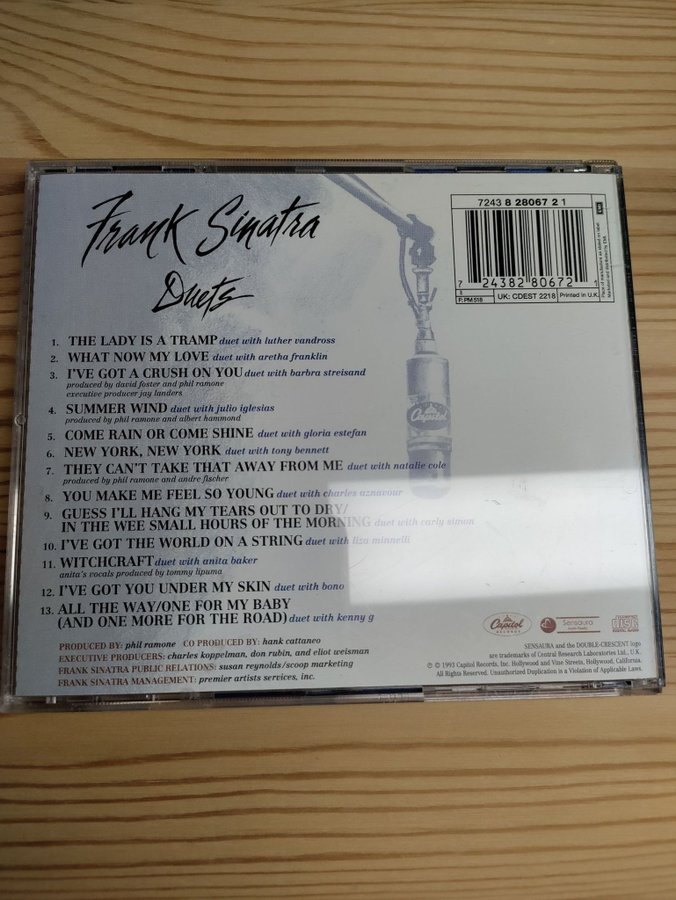 Frank Sinatra
Duets
7243 8 28067 2 1
7 24382 80672 1
P: PM 518
UK: CDEST 2218
Printed in U.K.
EMI
1. THE LADY IS A TRAMP duet with luther vandross
2. WHAT NOW MY LOVE duet with aretha franklin
3. I'VE GOT A CRUSH ON YOU duet with barbra streisand
produced by david foster and phil ramone
executive producer jay landers
4. SUMMER WIND duet with julio iglesias
produced by phil ramone and albert hammond
5. COME RAIN OR COME SHINE duet with gloria estefan
6. NEW YORK, NEW YORK duet with tony bennett
7. THEY CAN'T TAKE THAT AWAY FROM ME duet with natalie cole
produced by phil ramone and andre fischer
8. YOU MAKE ME FEEL SO YOUNG duet with charles aznavour
9. GUESS I'LL HANG MY TEARS OUT TO DRY/
IN THE WEE SMALL HOURS OF THE MORNING duet with carly simon
10. I'VE GOT THE WORLD ON A STRING duet with liza minnelli
11. WITCHCRAFT duet with anita baker
anita's vocals produced by tommy lipuma
12. I'VE GOT YOU UNDER MY SKIN duet with bono
13. ALL THE WAY/ONE FOR MY BABY
(AND ONE MORE FOR THE ROAD) duet with kenny g
Capitol
PRODUCED BY: phil ramone CO PRODUCED BY: hank cattaneo
EXECUTIVE PRODUCERS: charles koppelman, don rubin, and eliot weisman
FRANK SINATRA PUBLIC RELATIONS: susan reynolds/scoop marketing
FRANK SINATRA MANAGEMENT: premier artists services, inc.
Capitol
RECORDS
Sensaura
COMPACT
disc
DIGITAL AUDIO
SENSAURA and the DOUBLE-CRESCENT logo
are trademarks of Central Research Laboratories Ltd., U.K.
℗ © 1993 Capitol Records, Inc. Hollywood and Vine Streets, Hollywood, California.
All Rights Reserved. Unauthorized Duplication is a Violation of Applicable Laws.